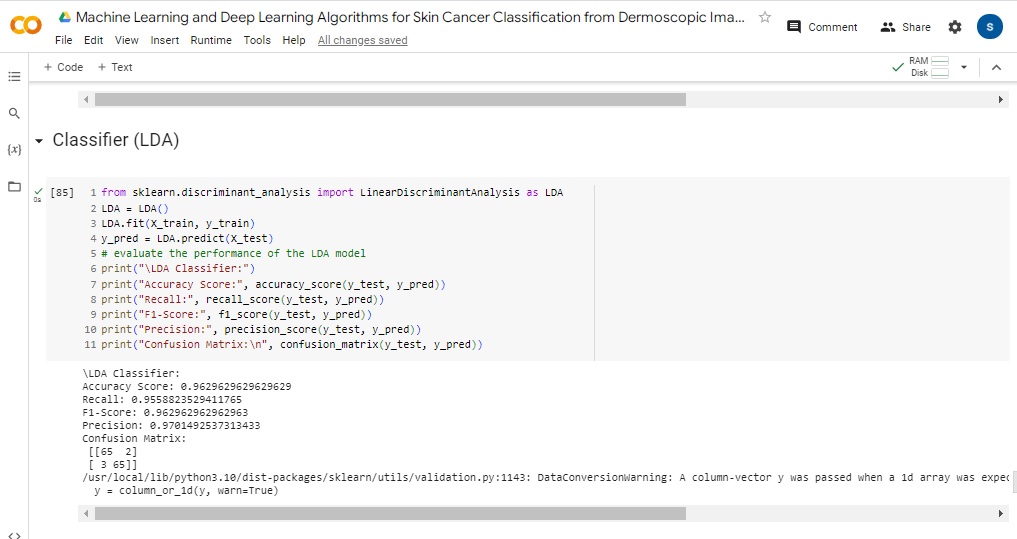 Machine Learning and Deep Learning Algorithms for Skin Cancer Classification from Dermoscopic Ima...
Comment
Share
S
File Edit View Insert Runtime Tools Help All changes saved
+ Code + Text
RAM
Disk
{x}
Classifier (LDA)
[85]
0s
1 from sklearn.discriminant_analysis import LinearDiscriminantAnalysis as LDA
2 LDA = LDA()
3 LDA.fit(X_train, y_train)
4 y_pred = LDA.predict(X_test)
5 # evaluate the performance of the LDA model
6 print("\LDA Classifier:")
7 print("Accuracy Score:", accuracy_score(y_test, y_pred))
8 print("Recall:", recall_score(y_test, y_pred))
9 print("F1-Score:", f1_score(y_test, y_pred))
10 print("Precision:", precision_score(y_test, y_pred))
11 print("Confusion Matrix:\n", confusion_matrix(y_test, y_pred))
\LDA Classifier:
Accuracy Score: 0.9629629629629629
Recall: 0.9558823529411765
F1-Score: 0.962962962962963
Precision: 0.9701492537313433
Confusion Matrix:
[[65 2]
[ 3 65]]
/usr/local/lib/python3.10/dist-packages/sklearn/utils/validation.py:1143: DataConversionWarning: A column-vector y was passed when a 1d array was expec
y = column_or_1d(y, warn=True)